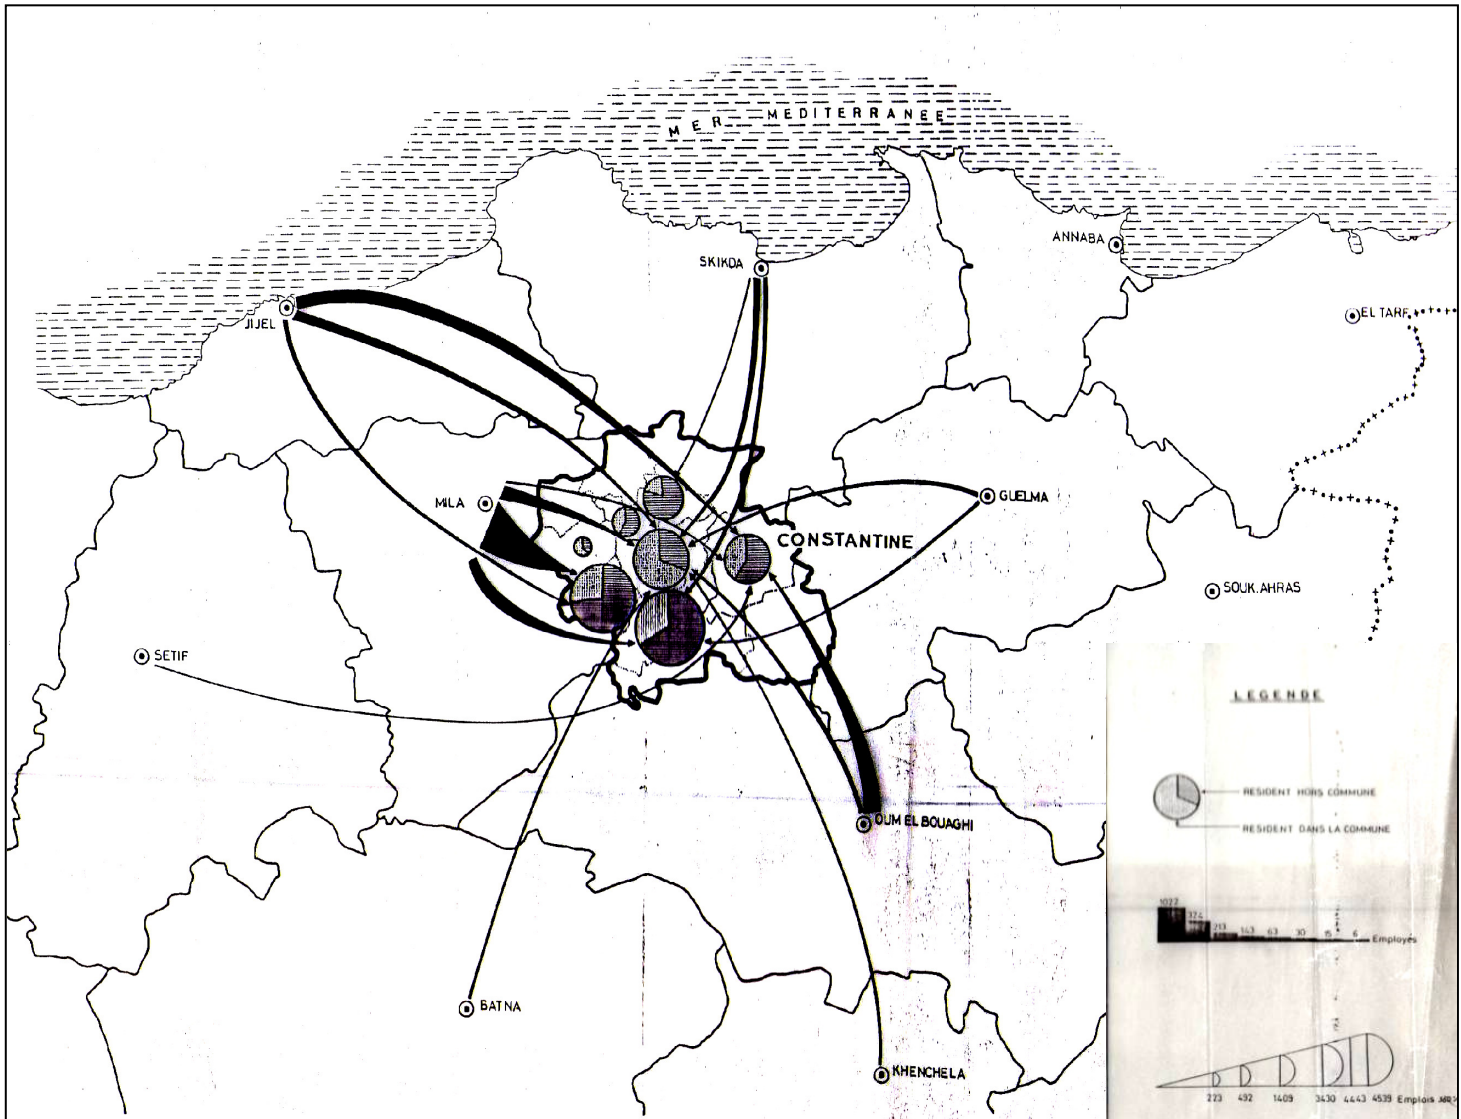 MER MEDITERRANEE
ANNABA
SKIKDA
EL TARF
JIJEL
MILA
GUELMA
CONSTANTINE
SOUK.AHRAS
SETIF
OUM EL BOUAGHI
BATNA
KHENCHELA
LEGENDE
RESIDENT HORS COMMUNE
RESIDENT DANS LA COMMUNE
1022 324 213 143 63 30 15 6 Employés
223 492 1409 3430 4443 4539 Emplois